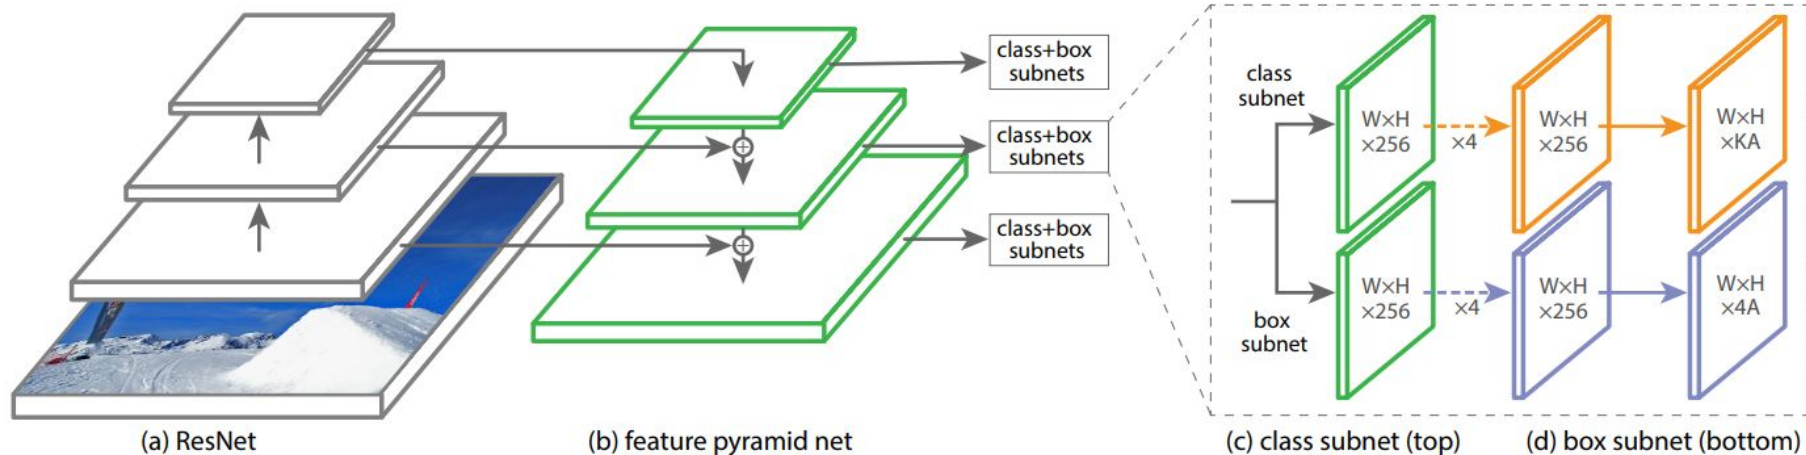 class+box
subnets
class+box
subnets
class+box
subnets
class
subnet
W×H
×256
×4
W×H
×256
W×H
×KA
box
subnet
W×H
×256
×4
W×H
×256
W×H
×4A
(a) ResNet
(b) feature pyramid net
(c) class subnet (top)
(d) box subnet (bottom)